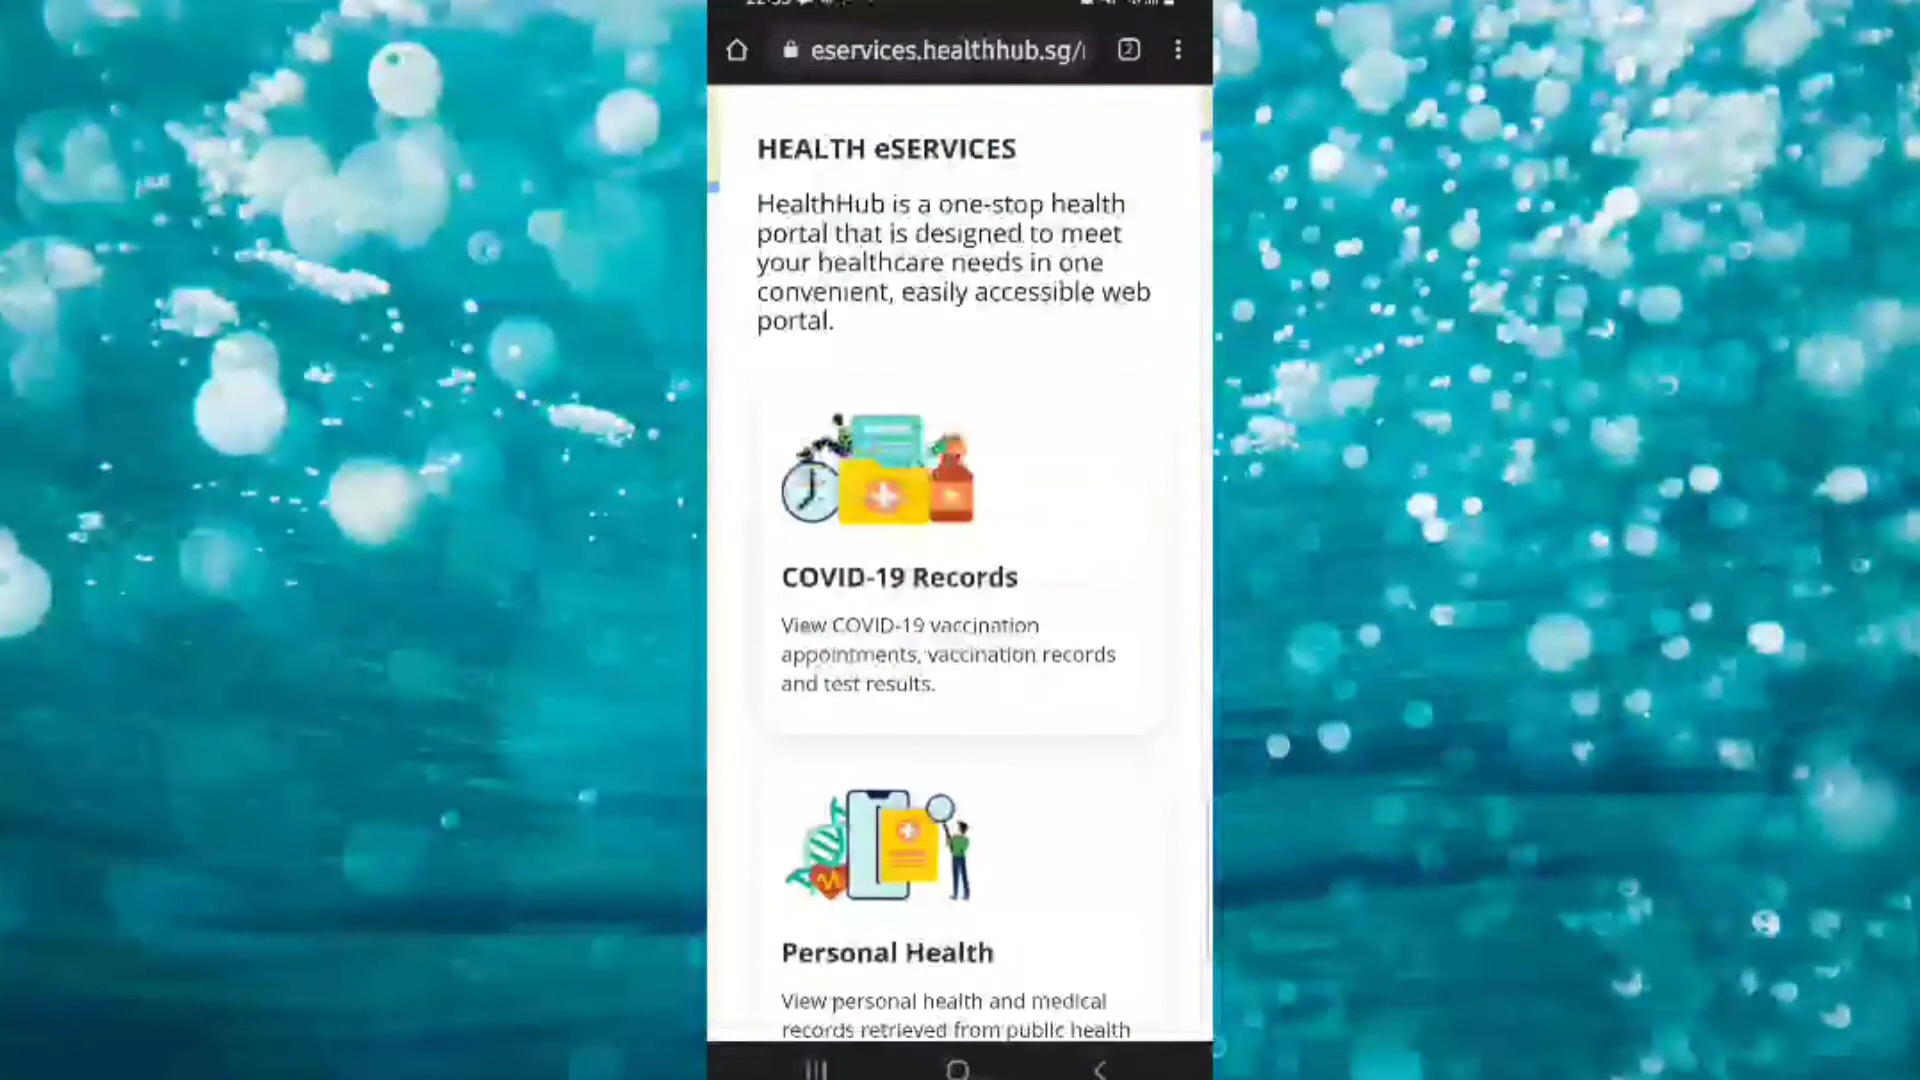 eservices.healthhub.sg/
2
HEALTH eSERVICES
HealthHub is a one-stop health
portal that is designed to meet
your healthcare needs in one
convenient, easily accessible web
portal.
COVID-19 Records
View COVID-19 vaccination
appointments, vaccination records
and test results.
Personal Health
View personal health and medical
records retrieved from public health